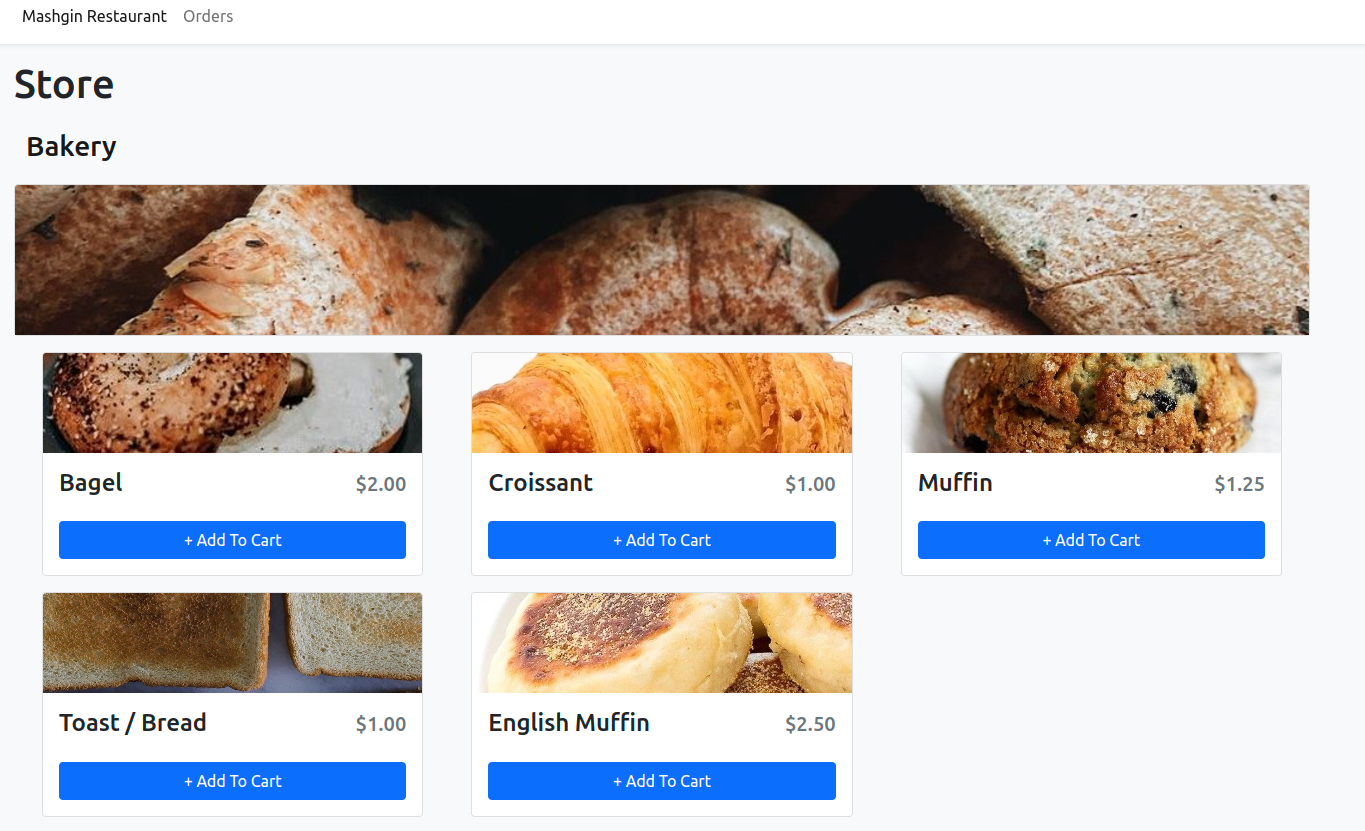 Mashgin Restaurant Orders
Store
Bakery
Bagel $2.00
+ Add To Cart
Croissant $1.00
+ Add To Cart
Muffin $1.25
+ Add To Cart
Toast / Bread $1.00
+ Add To Cart
English Muffin $2.50
+ Add To Cart